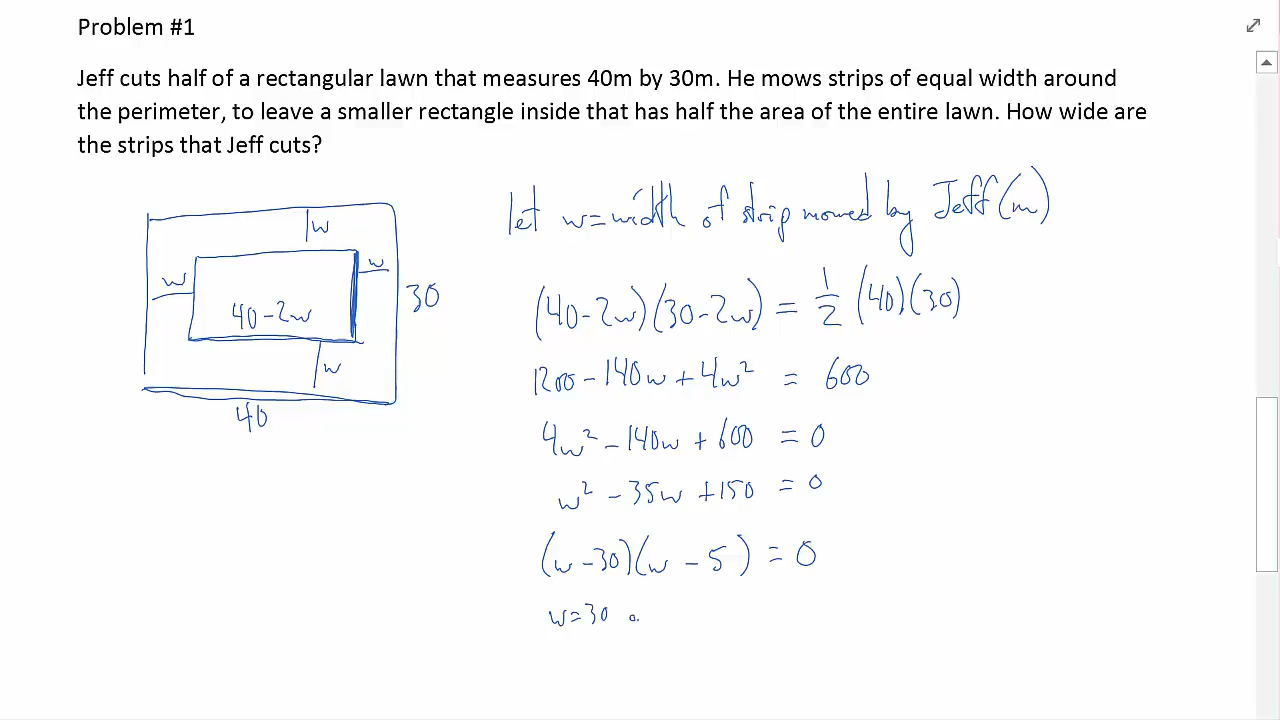 Problem #1
Jeff cuts half of a rectangular lawn that measures 40m by 30m. He mows strips of equal width around
the perimeter, to leave a smaller rectangle inside that has half the area of the entire lawn. How wide are
the strips that Jeff cuts?
let w=width of strip mowed by Jeff (m)
w
w
w
30
40-2w
w
40
(40-2w)(30-2w) = 1/2 (40)(30)
1200-140w+4w² = 600
4w²-140w+600 = 0
w²-35w+150 = 0
(w-30)(w-5) = 0
w=30